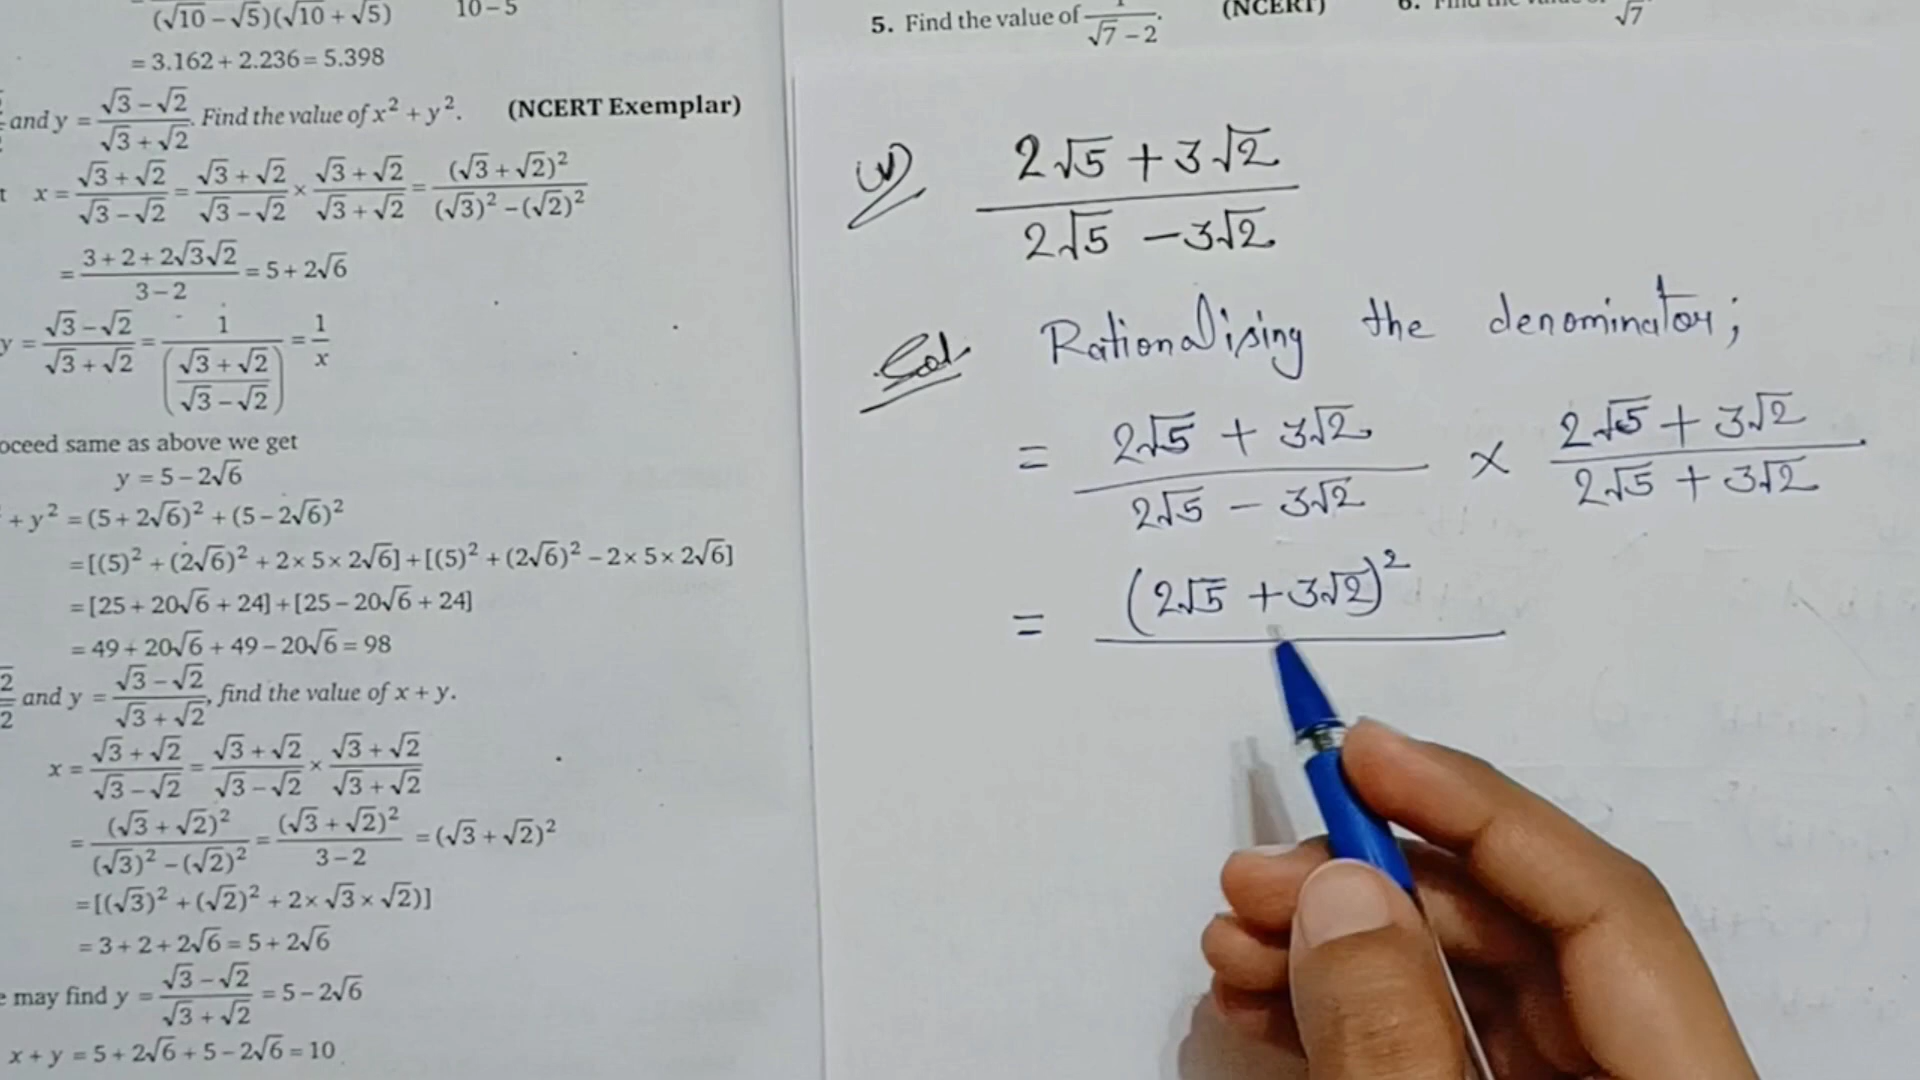 (√10 − √5)(√10 + √5) 10 − 5
= 3.162 + 2.236 = 5.398
and y = (√3 − √2)/(√3 + √2). Find the value of x² + y². (NCERT Exemplar)
x = (√3 + √2)/(√3 − √2) = (√3 + √2)/(√3 − √2) × (√3 + √2)/(√3 + √2) = (√3 + √2)²/((√3)² − (√2)²)
= (3 + 2 + 2√3√2)/(3 − 2) = 5 + 2√6
y = (√3 − √2)/(√3 + √2) = 1/((√3 + √2)/(√3 − √2)) = 1/x
oceed same as above we get
y = 5 − 2√6
+ y² = (5 + 2√6)² + (5 − 2√6)²
= [(5)² + (2√6)² + 2 × 5 × 2√6] + [(5)² + (2√6)² − 2 × 5 × 2√6]
= [25 + 20√6 + 24] + [25 − 20√6 + 24]
= 49 + 20√6 + 49 − 20√6 = 98
and y = (√3 − √2)/(√3 + √2), find the value of x + y.
x = (√3 + √2)/(√3 − √2) = (√3 + √2)/(√3 − √2) × (√3 + √2)/(√3 + √2)
= (√3 + √2)²/((√3)² − (√2)²) = (√3 + √2)²/(3 − 2) = (√3 + √2)²
= [(√3)² + (√2)² + 2 × √3 × √2)]
= 3 + 2 + 2√6 = 5 + 2√6
e may find y = (√3 − √2)/(√3 + √2) = 5 − 2√6
x + y = 5 + 2√6 + 5 − 2√6 = 10
5. Find the value of 1/(√7 − 2). (NCERT) 6.
√7
(2√5 + 3√2)/(2√5 − 3√2)
Sol. Rationalising the denominator;
= (2√5 + 3√2)/(2√5 − 3√2) × (2√5 + 3√2)/(2√5 + 3√2)
= (2√5 + 3√2)²